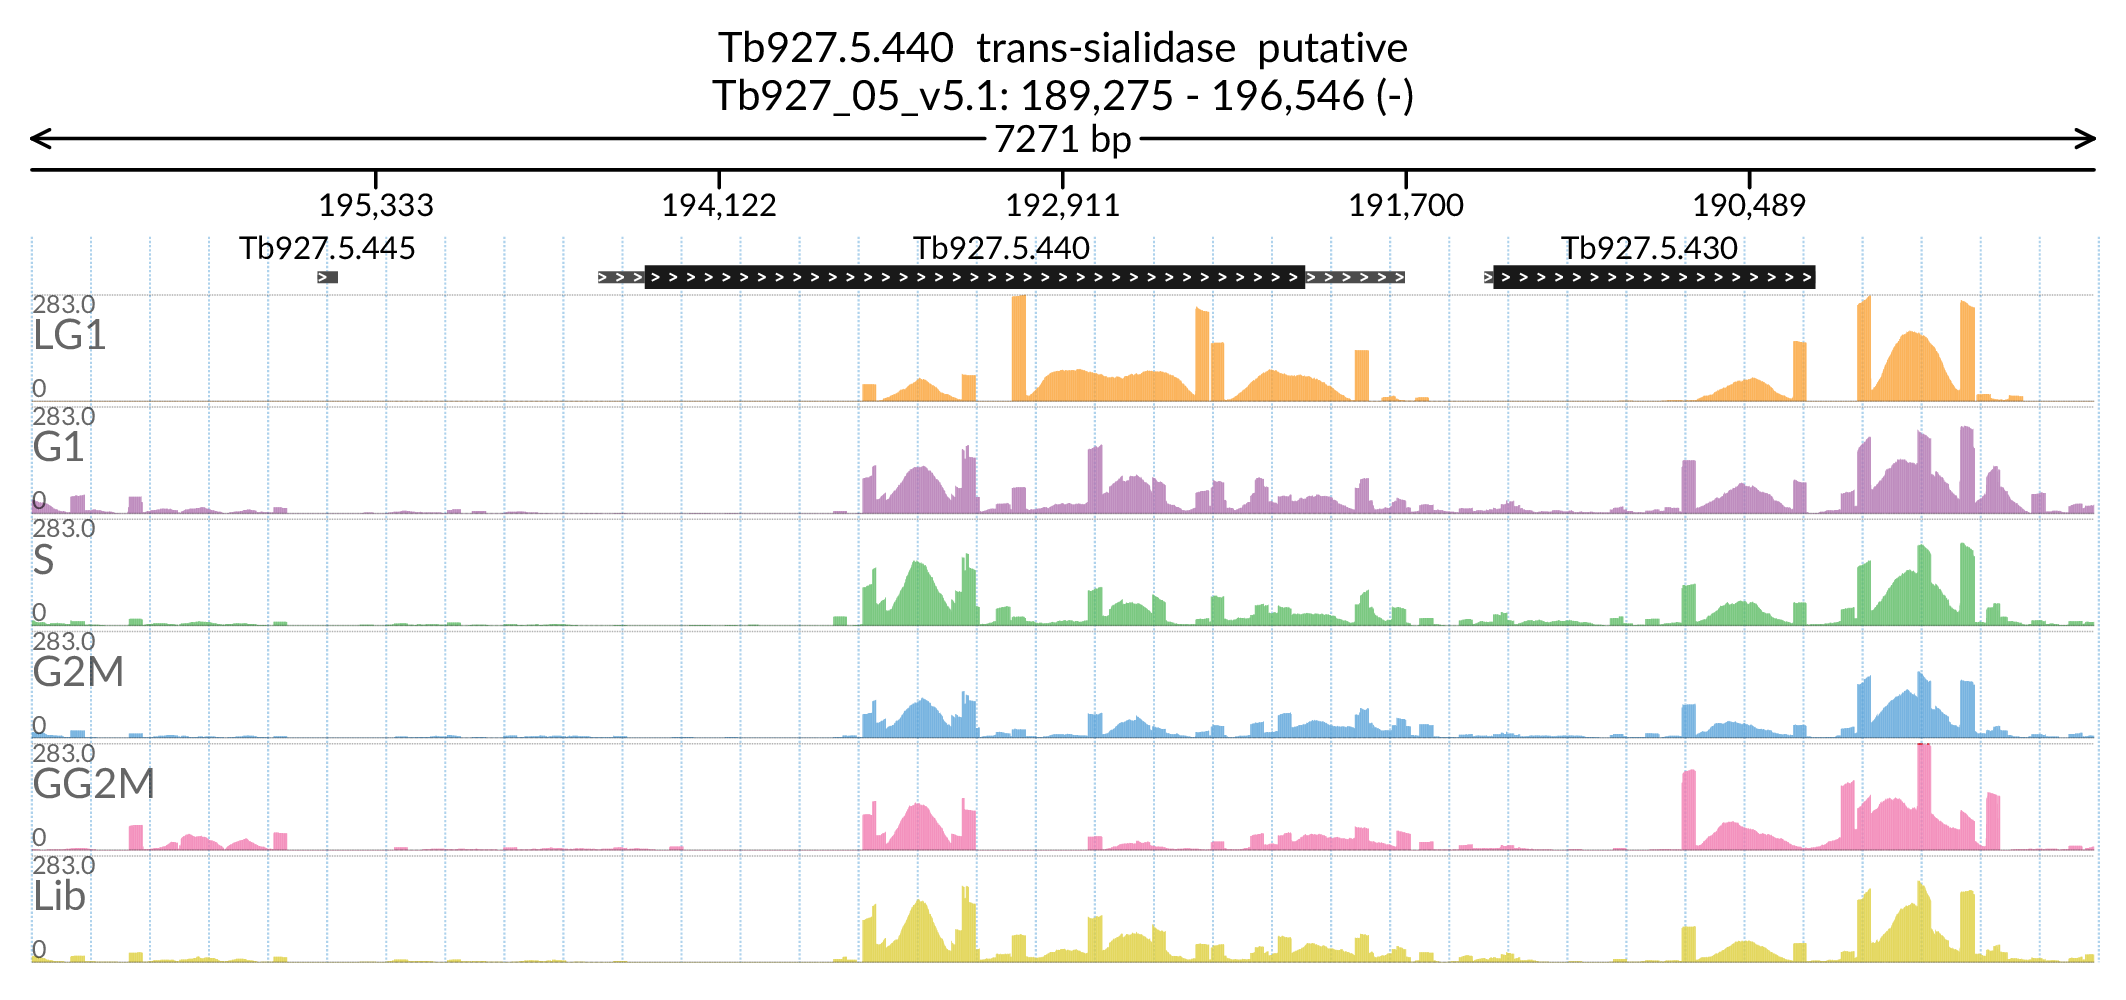 Tb927.5.440 trans-sialidase putative
Tb927_05_v5.1: 189,275 - 196,546 (-)
7271 bp
195,333 194,122 192,911 191,700 190,489
Tb927.5.445 Tb927.5.440 Tb927.5.430
283.0
LG1
0
283.0
G1
0
283.0
S
0
283.0
G2M
0
283.0
GG2M
0
283.0
Lib
0